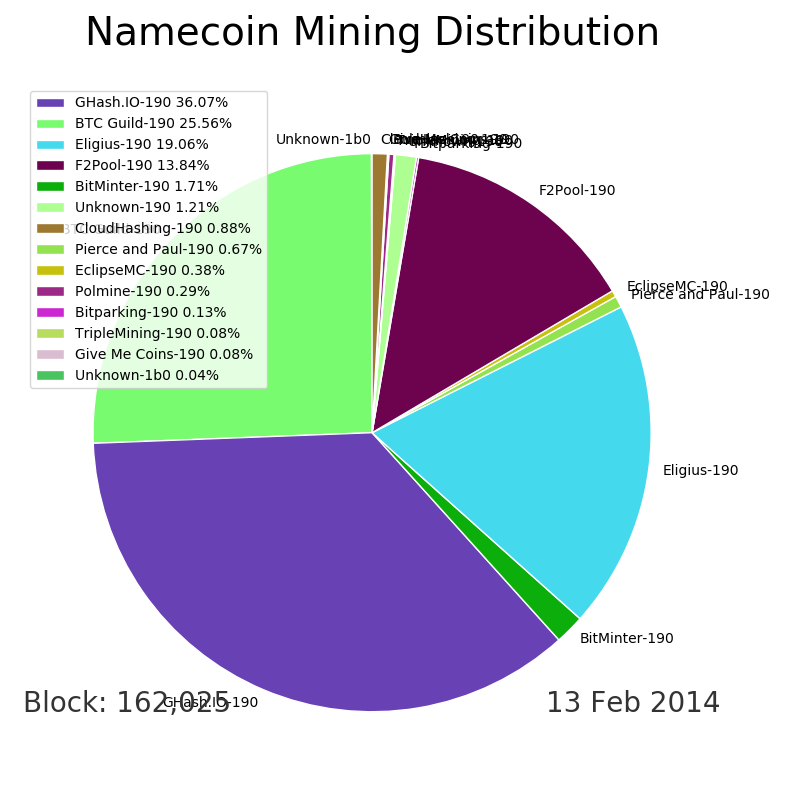 Namecoin Mining Distribution
GHash.IO-190 36.07%
BTC Guild-190 25.56%
Eligius-190 19.06%
F2Pool-190 13.84%
BitMinter-190 1.71%
Unknown-190 1.21%
CloudHashing-190 0.88%
Pierce and Paul-190 0.67%
EclipseMC-190 0.38%
Polmine-190 0.29%
Bitparking-190 0.13%
TripleMining-190 0.08%
Give Me Coins-190 0.08%
Unknown-1b0 0.04%
Unknown-1b0
Bitparking-190
F2Pool-190
EclipseMC-190
Pierce and Paul-190
Eligius-190
BitMinter-190
GHash.IO-190
Block: 162,025
13 Feb 2014